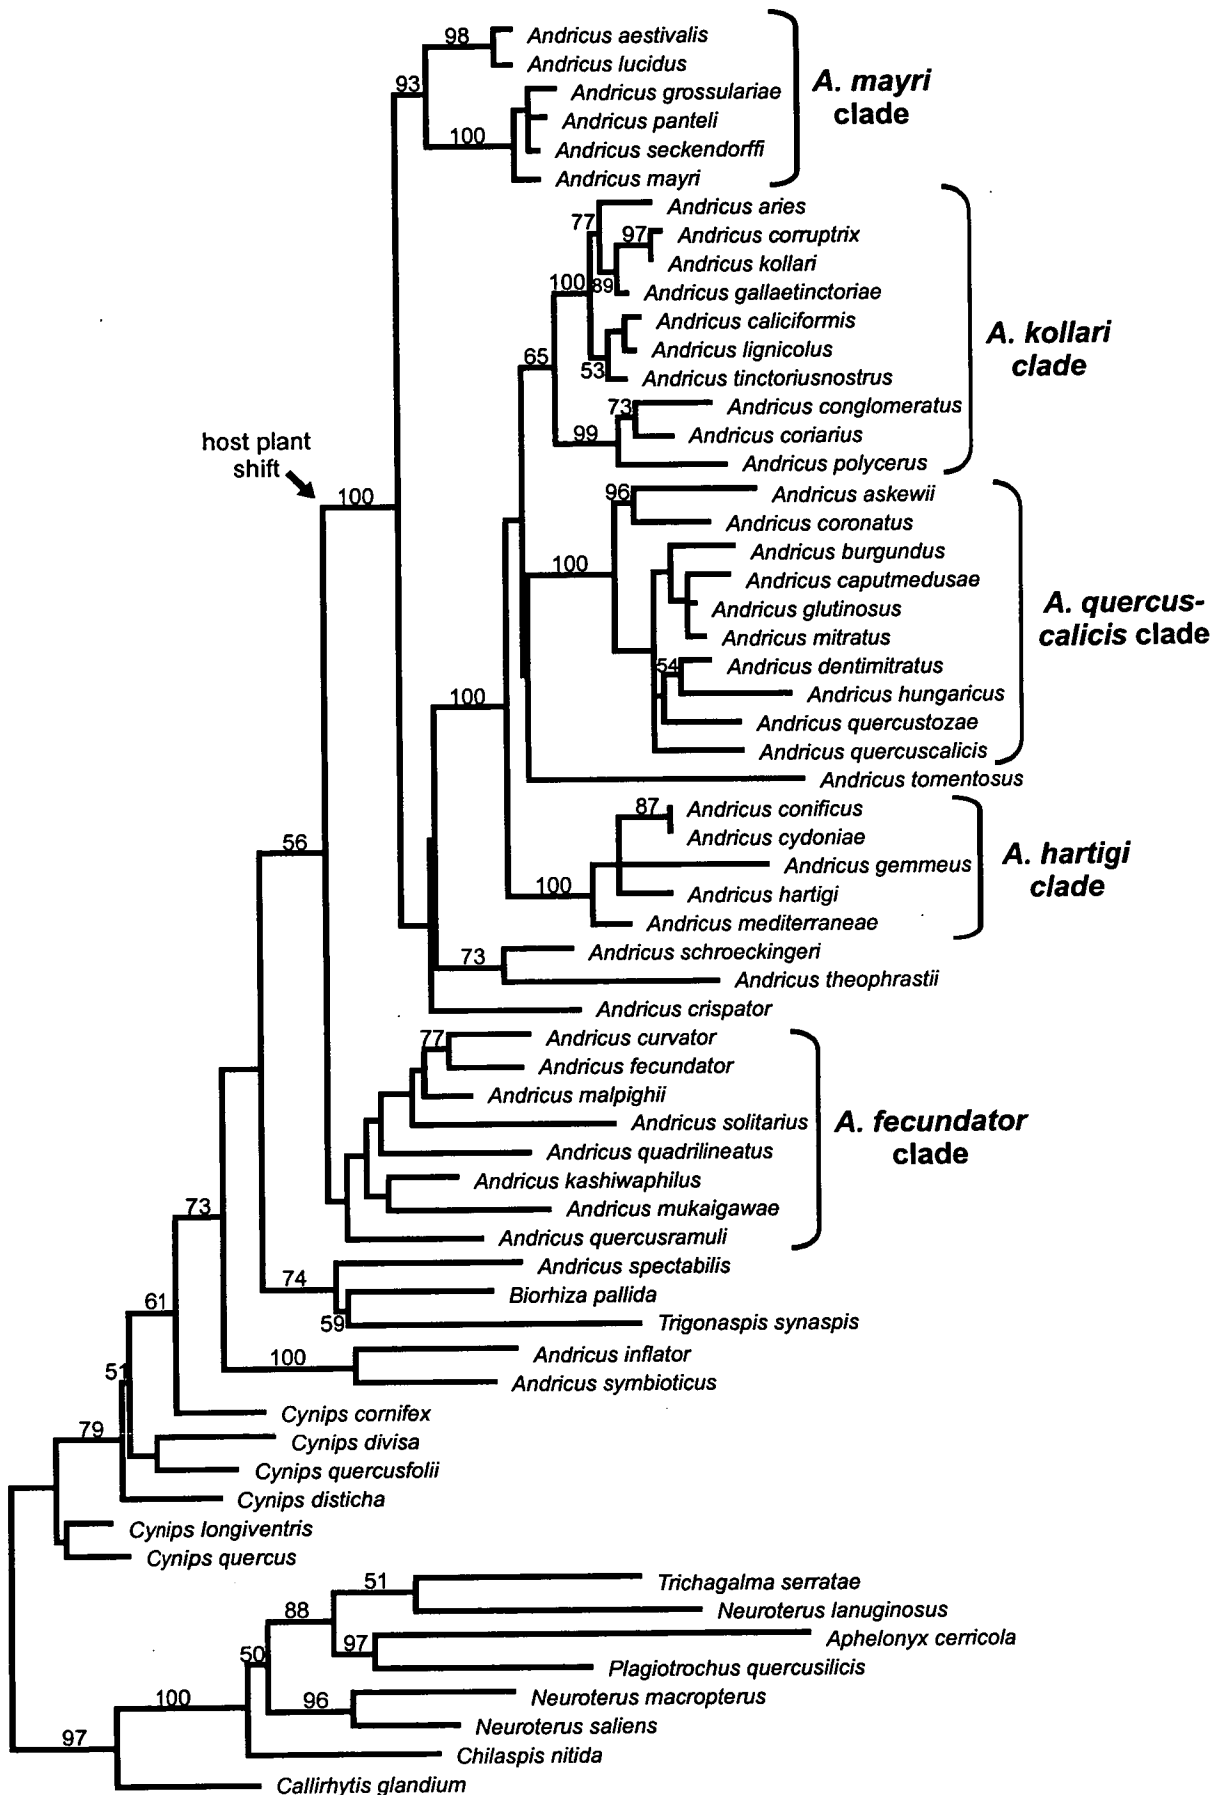 98
Andricus aestivalis
Andricus lucidus
93
Andricus grossulariae
Andricus panteli
100
Andricus seckendorffi
Andricus mayri
A. mayri
clade
Andricus aries
77
97
Andricus corruptrix
Andricus kollari
100
89
Andricus gallaetinctoriae
Andricus caliciformis
Andricus lignicolus
65
53
Andricus tinctoriusnostrus
73
Andricus conglomeratus
99
Andricus coriarius
Andricus polycerus
A. kollari
clade
host plant
shift
100
96
Andricus askewii
Andricus coronatus
100
Andricus burgundus
Andricus caputmedusae
Andricus glutinosus
Andricus mitratus
54
Andricus dentimitratus
Andricus hungaricus
Andricus quercustozae
Andricus quercuscalicis
A. quercus-
calicis clade
100
Andricus tomentosus
87
Andricus conificus
Andricus cydoniae
Andricus gemmeus
100
Andricus hartigi
Andricus mediterraneae
A. hartigi
clade
56
73
Andricus schroeckingeri
Andricus theophrastii
Andricus crispator
77
Andricus curvator
Andricus fecundator
Andricus malpighii
Andricus solitarius
Andricus quadrilineatus
Andricus kashiwaphilus
Andricus mukaigawae
Andricus quercusramuli
A. fecundator
clade
73
74
Andricus spectabilis
Biorhiza pallida
59
Trigonaspis synaspis
61
100
Andricus inflator
Andricus symbioticus
51
Cynips cornifex
79
Cynips divisa
Cynips quercusfolii
Cynips disticha
Cynips longiventris
Cynips quercus
51
Trichagalma serratae
Neuroterus lanuginosus
88
97
Aphelonyx cerricola
Plagiotrochus quercusilicis
50
96
Neuroterus macropterus
Neuroterus saliens
100
Chilaspis nitida
97
Callirhytis glandium